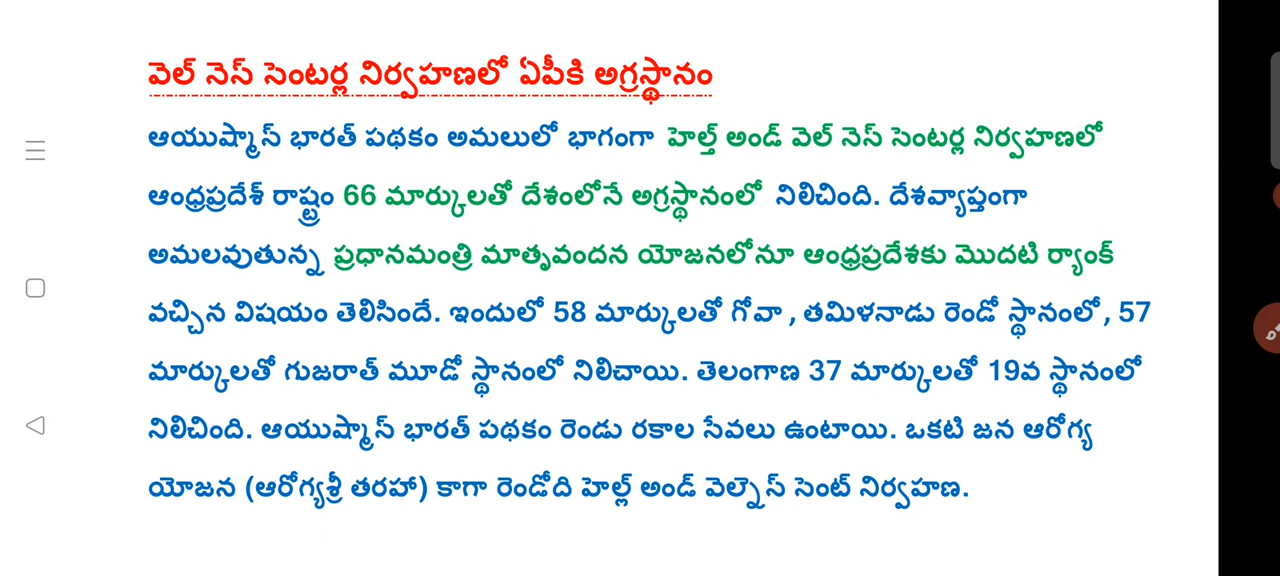 వెల్ నెస్ సెంటర్ల నిర్వహణలో ఏపీకి అగ్రస్థానం
ఆయుష్మాన్ భారత్ పథకం అమలులో భాగంగా హెల్త్ అండ్ వెల్ నెస్ సెంటర్ల నిర్వహణలో
ఆంధ్రప్రదేశ్ రాష్ట్రం 66 మార్కులతో దేశంలోనే అగ్రస్థానంలో నిలిచింది. దేశవ్యాప్తంగా
అమలవుతున్న ప్రధానమంత్రి మాతృవందన యోజనలోనూ ఆంధ్రప్రదేశకు మొదటి ర్యాంక్
వచ్చిన విషయం తెలిసిందే. ఇందులో 58 మార్కులతో గోవా , తమిళనాడు రెండో స్థానంలో, 57
మార్కులతో గుజరాత్ మూడో స్థానంలో నిలిచాయి. తెలంగాణ 37 మార్కులతో 19వ స్థానంలో
నిలిచింది. ఆయుష్మాన్ భారత్ పథకం రెండు రకాల సేవలు ఉంటాయి. ఒకటి జన ఆరోగ్య
యోజన (ఆరోగ్యశ్రీ తరహా) కాగా రెండోది హెల్త్ అండ్ వెల్నెస్ సెంట్ నిర్వహణ.